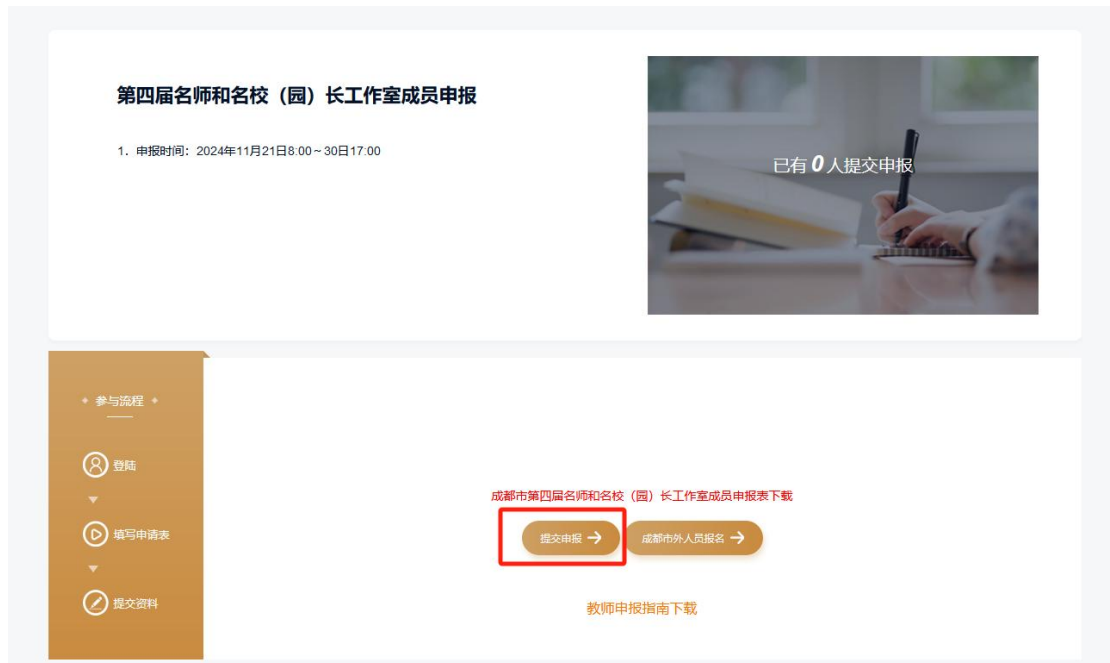 第四届名师和名校（园）长工作室成员申报
1. 申报时间：2024年11月21日8:00～30日17:00
已有0人提交申报
参与流程
登陆
填写申请表
提交资料
成都市第四届名师和名校（园）长工作室成员申报表下载
提交申报
成都市外人员报名
教师申报指南下载